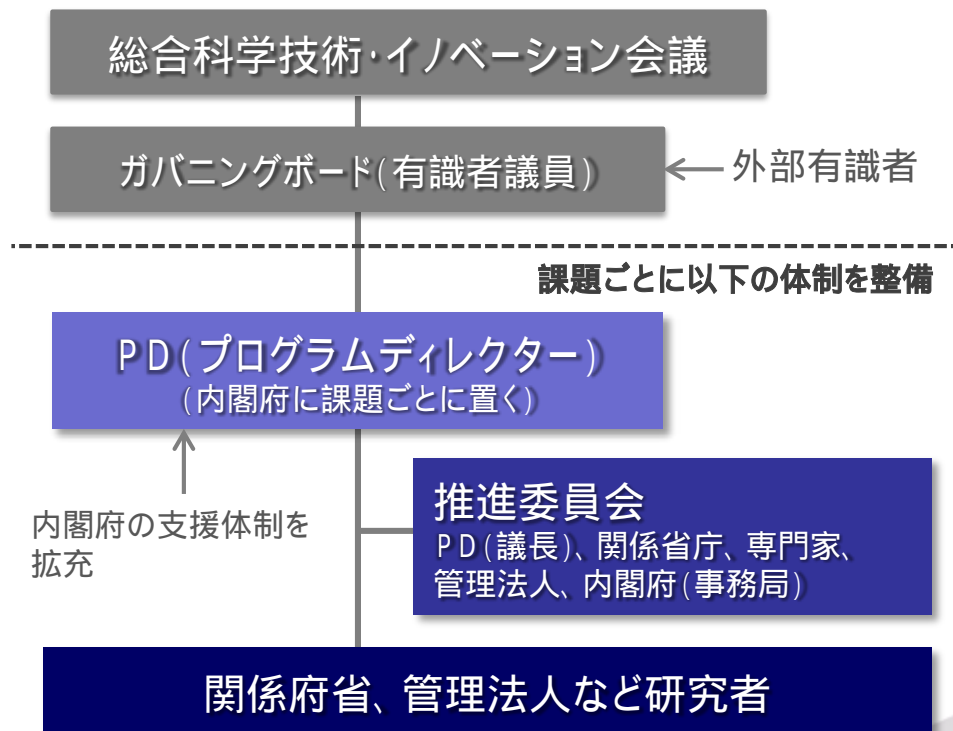 総合科学技術・イノベーション会議
ガバニングボード(有識者議員)
外部有識者
課題ごとに以下の体制を整備
PD(プログラムディレクター)
(内閣府に課題ごとに置く)
内閣府の支援体制を
拡充
推進委員会
PD(議長)、関係省庁、専門家、
管理法人、内閣府(事務局)
関係府省、管理法人など研究者